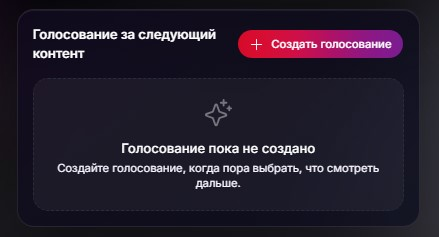 Голосование за следующий
контент
Создать голосование
Голосование пока не создано
Создайте голосование, когда пора выбрать, что смотреть
дальше.